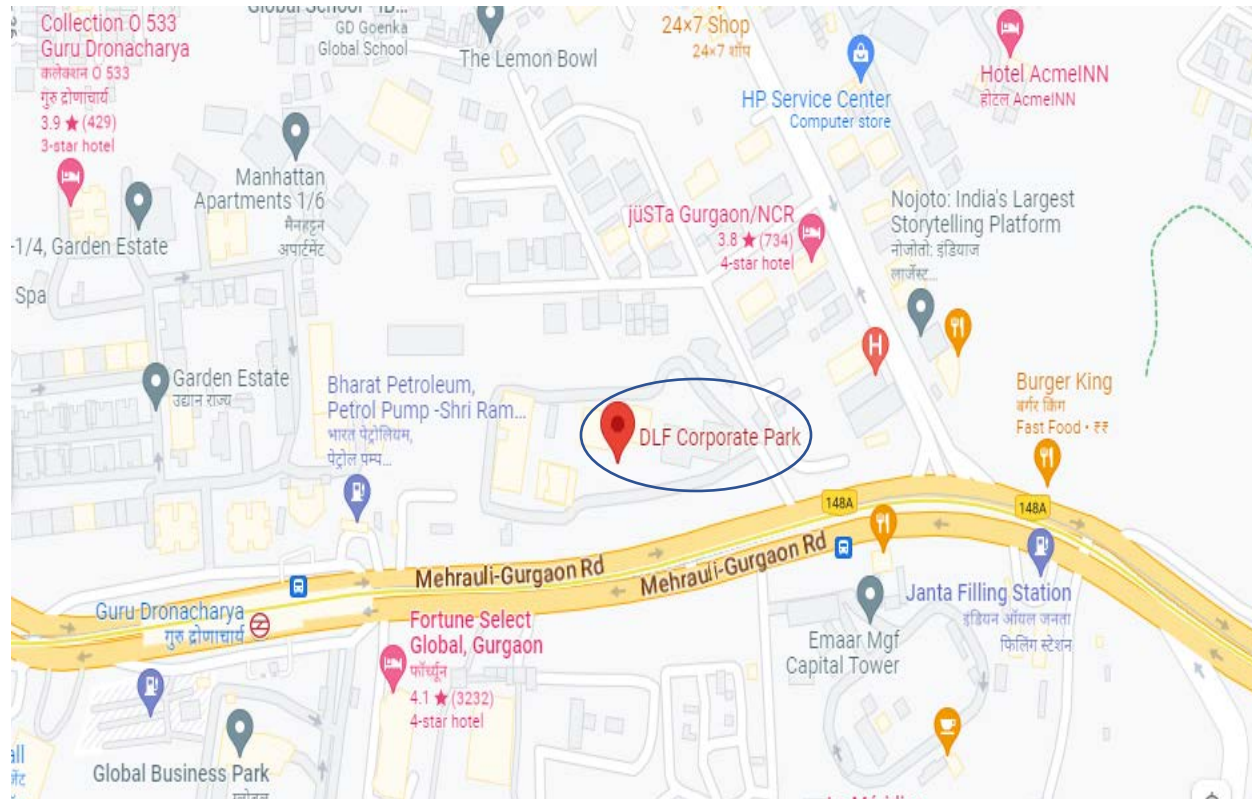 Collection O 533
Guru Dronacharya
कलेक्शन O 533
गुरु द्रोणाचार्य
3.9 ★ (429)
3-star hotel
GD Goenka
Global School
The Lemon Bowl
24×7 Shop
24×7 शॉप
HP Service Center
Computer store
Hotel AcmeINN
होटल AcmeINN
Manhattan
Apartments 1/6
मैनहट्टन
अपार्टमेंट
-1/4, Garden Estate
Spa
jüSTa Gurgaon/NCR
3.8 ★ (734)
4-star hotel
Nojoto: India's Largest
Storytelling Platform
नोजोतो: इंडियाज
लार्जेस्ट...
H
Garden Estate
उद्यान राज्य
Bharat Petroleum,
Petrol Pump -Shri Ram...
भारत पेट्रोलियम,
पेट्रोल पम्प...
DLF Corporate Park
Burger King
बर्गर किंग
Fast Food • ₹₹
148A
148A
Mehrauli-Gurgaon Rd
Mehrauli-Gurgaon Rd
Guru Dronacharya
गुरु द्रोणाचार्य
Fortune Select
Global, Gurgaon
फॉर्च्यून
4.1 ★ (3232)
4-star hotel
Emaar Mgf
Capital Tower
Janta Filling Station
इंडियन ऑयल जनता
फिलिंग स्टेशन
Global Business Park